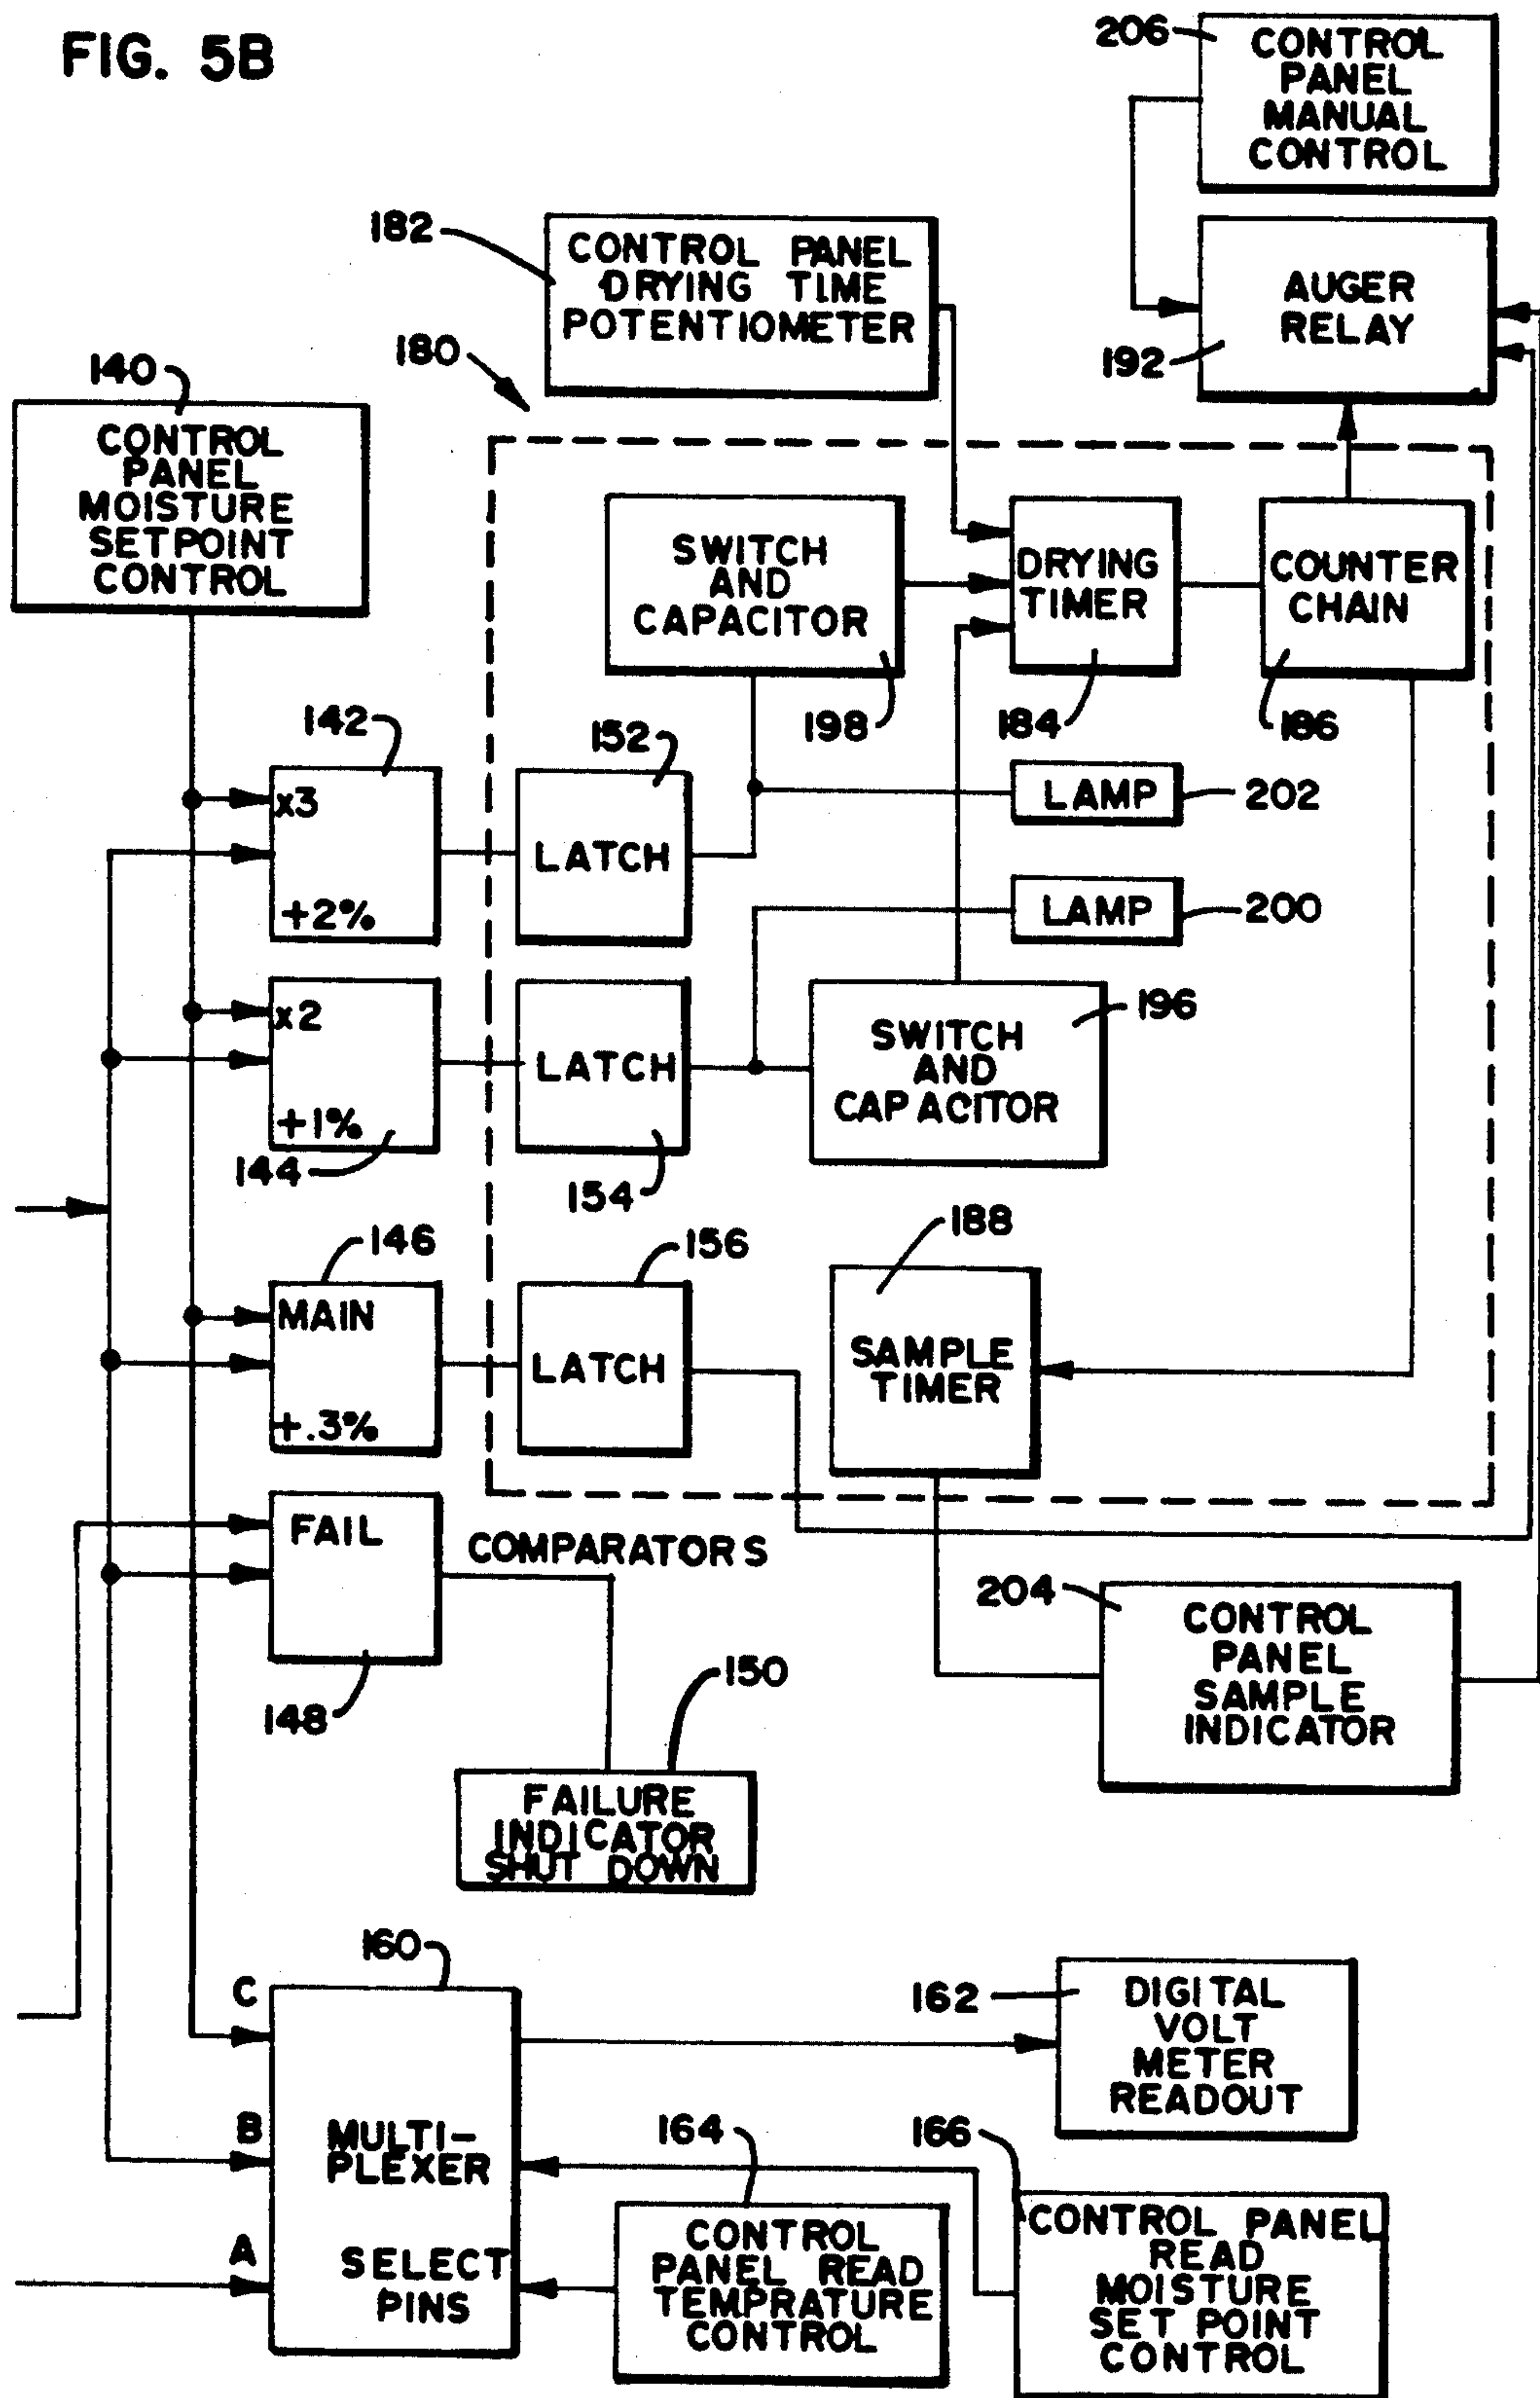 FIG. 5B
206
CONTROL
PANEL
MANUAL
CONTROL
182
CONTROL PANEL
DRYING TIME
POTENTIOMETER
AUGER
RELAY
192
180
140
CONTROL
PANEL
MOISTURE
SETPOINT
CONTROL
SWITCH
AND
CAPACITOR
198
DRYING
TIMER
184
COUNTER
CHAIN
186
142
x3
+2%
152
LATCH
LAMP
202
LAMP
200
x2
+1%
144
LATCH
154
SWITCH
AND
CAPACITOR
196
146
MAIN
+.3%
156
LATCH
188
SAMPLE
TIMER
FAIL
148
COMPARATORS
204
CONTROL
PANEL
SAMPLE
INDICATOR
150
FAILURE
INDICATOR
SHUT DOWN
160
C
B
A
MULTI-
PLEXER
SELECT
PINS
162
DIGITAL
VOLT
METER
READOUT
164
CONTROL
PANEL READ
TEMPRATURE
CONTROL
166
CONTROL PANEL
READ
MOISTURE
SET POINT
CONTROL